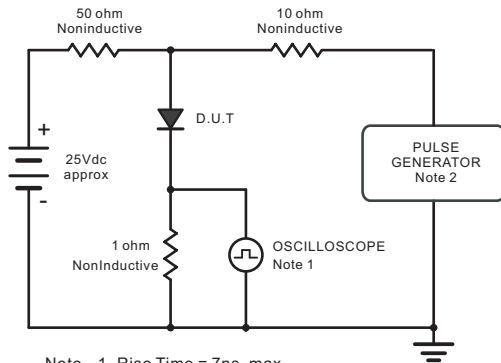 50 ohm
Noninductive
10 ohm
Noninductive
D.U.T
+
25Vdc
approx
-
PULSE
GENERATOR
Note 2
1 ohm
NonInductive
OSCILLOSCOPE
Note 1